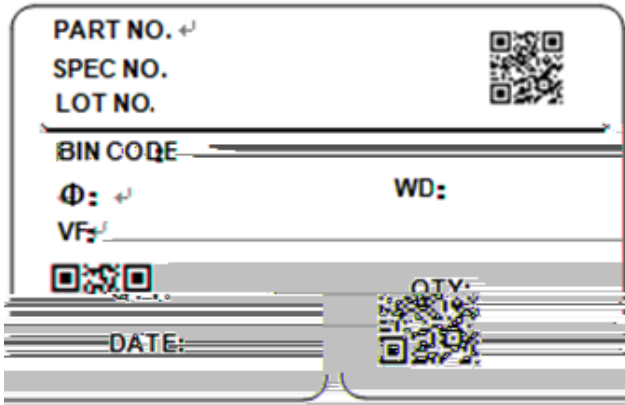 PART NO. ↵
SPEC NO.
LOT NO.
BIN CODE:
Φ: ↵ WD:
VF: ↵
QTY:
DATE: